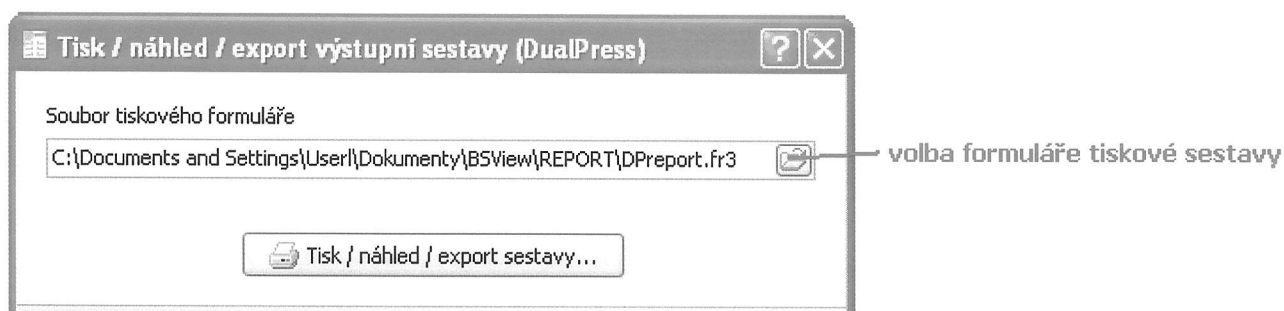 Tisk / náhled / export výstupní sestavy (DualPress)
Soubor tiskového formuláře
C:\Documents and Settings\Userl\Dokumenty\BSView\REPORT\DPreport.fr3
volba formuláře tiskové sestavy
Tisk / náhled / export sestavy...